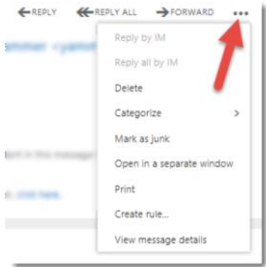 REPLY REPLY ALL FORWARD •••
Reply by IM
Reply all by IM
Delete
Categorize >
Mark as junk
Open in a separate window
Print
Create rule...
View message details